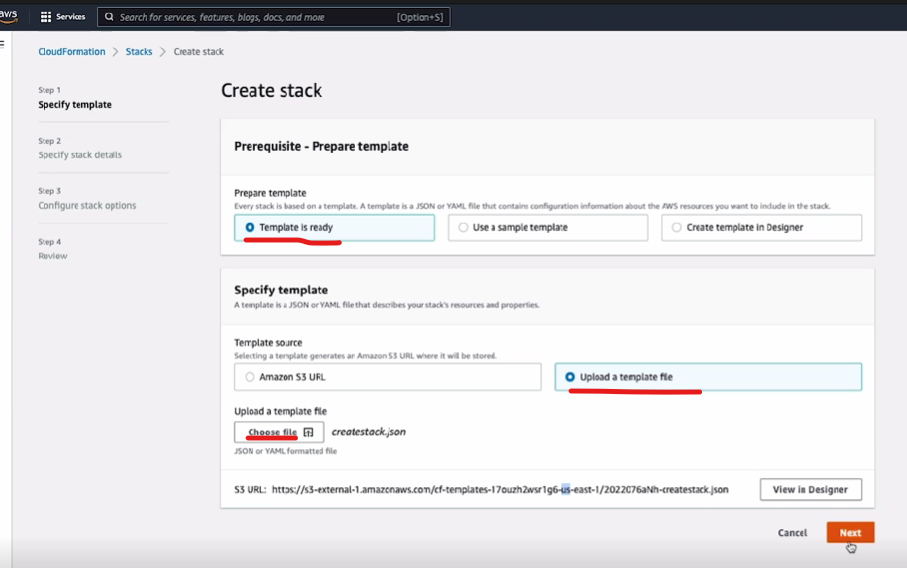 aws
Services
Search for services, features, blogs, docs, and more
[Option+S]
CloudFormation > Stacks > Create stack
Step 1
Specify template
Step 2
Specify stack details
Step 3
Configure stack options
Step 4
Review
Create stack
Prerequisite - Prepare template
Prepare template
Every stack is based on a template. A template is a JSON or YAML file that contains configuration information about the AWS resources you want to include in the stack.
Template is ready
Use a sample template
Create template in Designer
Specify template
A template is a JSON or YAML file that describes your stack's resources and properties.
Template source
Selecting a template generates an Amazon S3 URL where it will be stored.
Amazon S3 URL
Upload a template file
Upload a template file
Choose file
createstack.json
JSON or YAML formatted file
S3 URL: https://s3-external-1.amazonaws.com/cf-templates-17ouzh2wsr1g6-us-east-1/2022076aNh-createstack.json
View in Designer
Cancel
Next